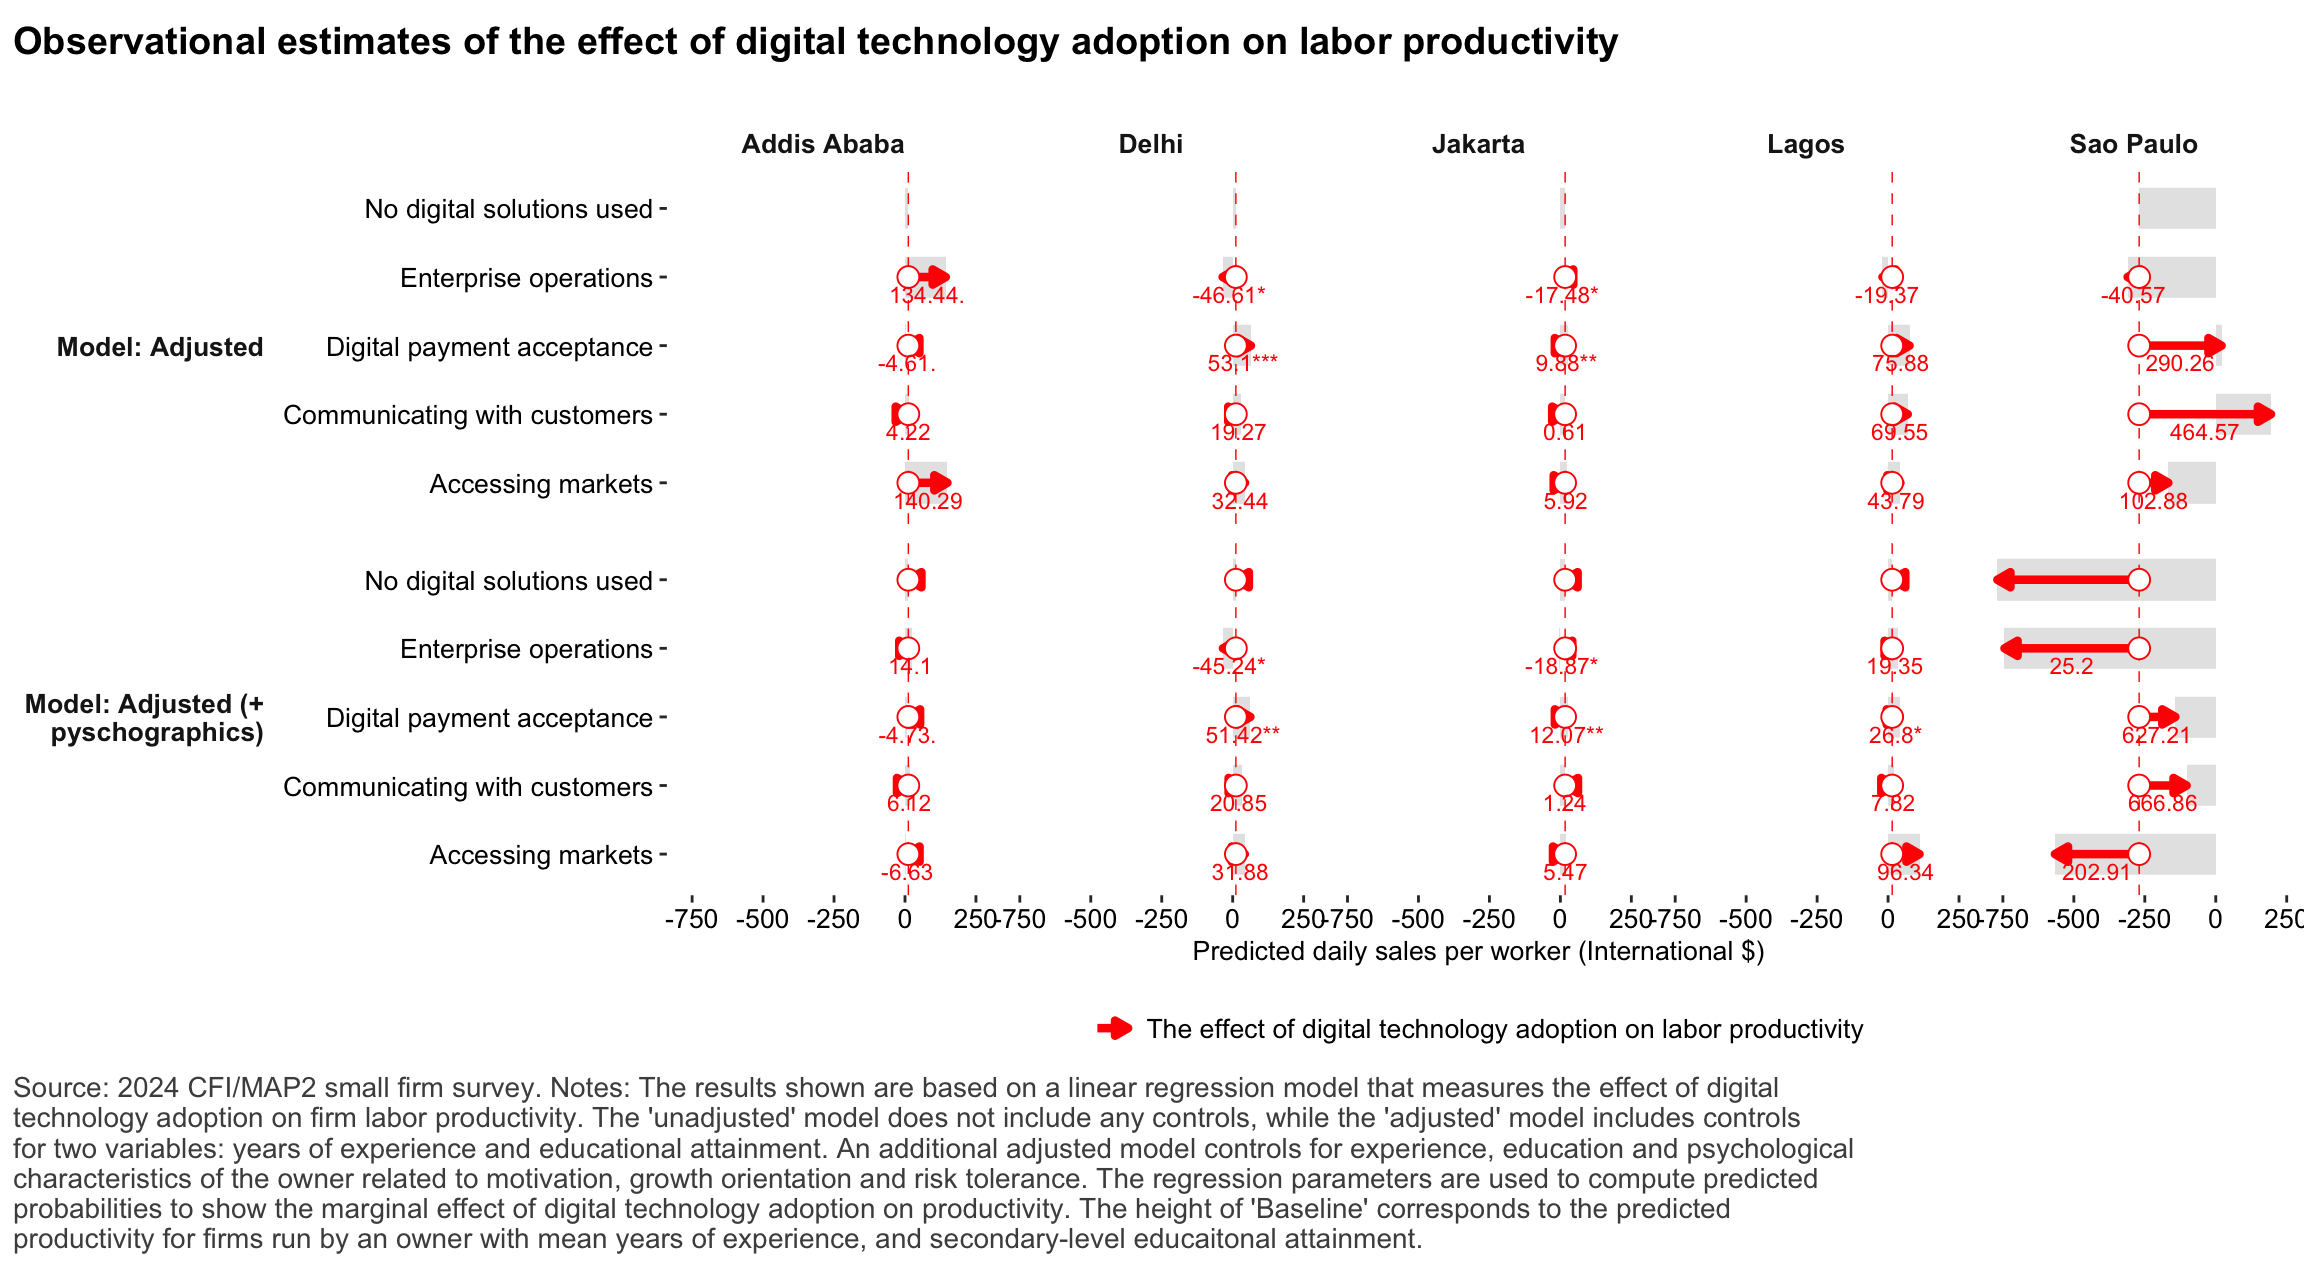 Observational estimates of the effect of digital technology adoption on labor productivity
Addis Ababa Delhi Jakarta Lagos Sao Paulo
No digital solutions used
Enterprise operations
134.44. -46.61* -17.48* -19.37 -40.57
Model: Adjusted Digital payment acceptance
-4.61. 53.1*** 9.88** 75.88 290.26
Communicating with customers
4.22 19.27 0.61 69.55 464.57
Accessing markets
140.29 32.44 5.92 43.79 102.88
No digital solutions used
Enterprise operations
14.1 -45.24* -18.87* 19.35 25.2
Model: Adjusted (+
pyschographics)
Digital payment acceptance
-4.73. 51.42** 12.07** 26.8* 627.21
Communicating with customers
6.12 20.85 1.24 7.82 666.86
Accessing markets
-6.63 31.88 5.47 96.34 202.91
-750 -500 -250 0 250 -750 -500 -250 0 250 -750 -500 -250 0 250 -750 -500 -250 0 250 -750 -500 -250 0 250
Predicted daily sales per worker (International $)
The effect of digital technology adoption on labor productivity
Source: 2024 CFI/MAP2 small firm survey. Notes: The results shown are based on a linear regression model that measures the effect of digital
technology adoption on firm labor productivity. The 'unadjusted' model does not include any controls, while the 'adjusted' model includes controls
for two variables: years of experience and educational attainment. An additional adjusted model controls for experience, education and psychological
characteristics of the owner related to motivation, growth orientation and risk tolerance. The regression parameters are used to compute predicted
probabilities to show the marginal effect of digital technology adoption on productivity. The height of 'Baseline' corresponds to the predicted
productivity for firms run by an owner with mean years of experience, and secondary-level educaitonal attainment.